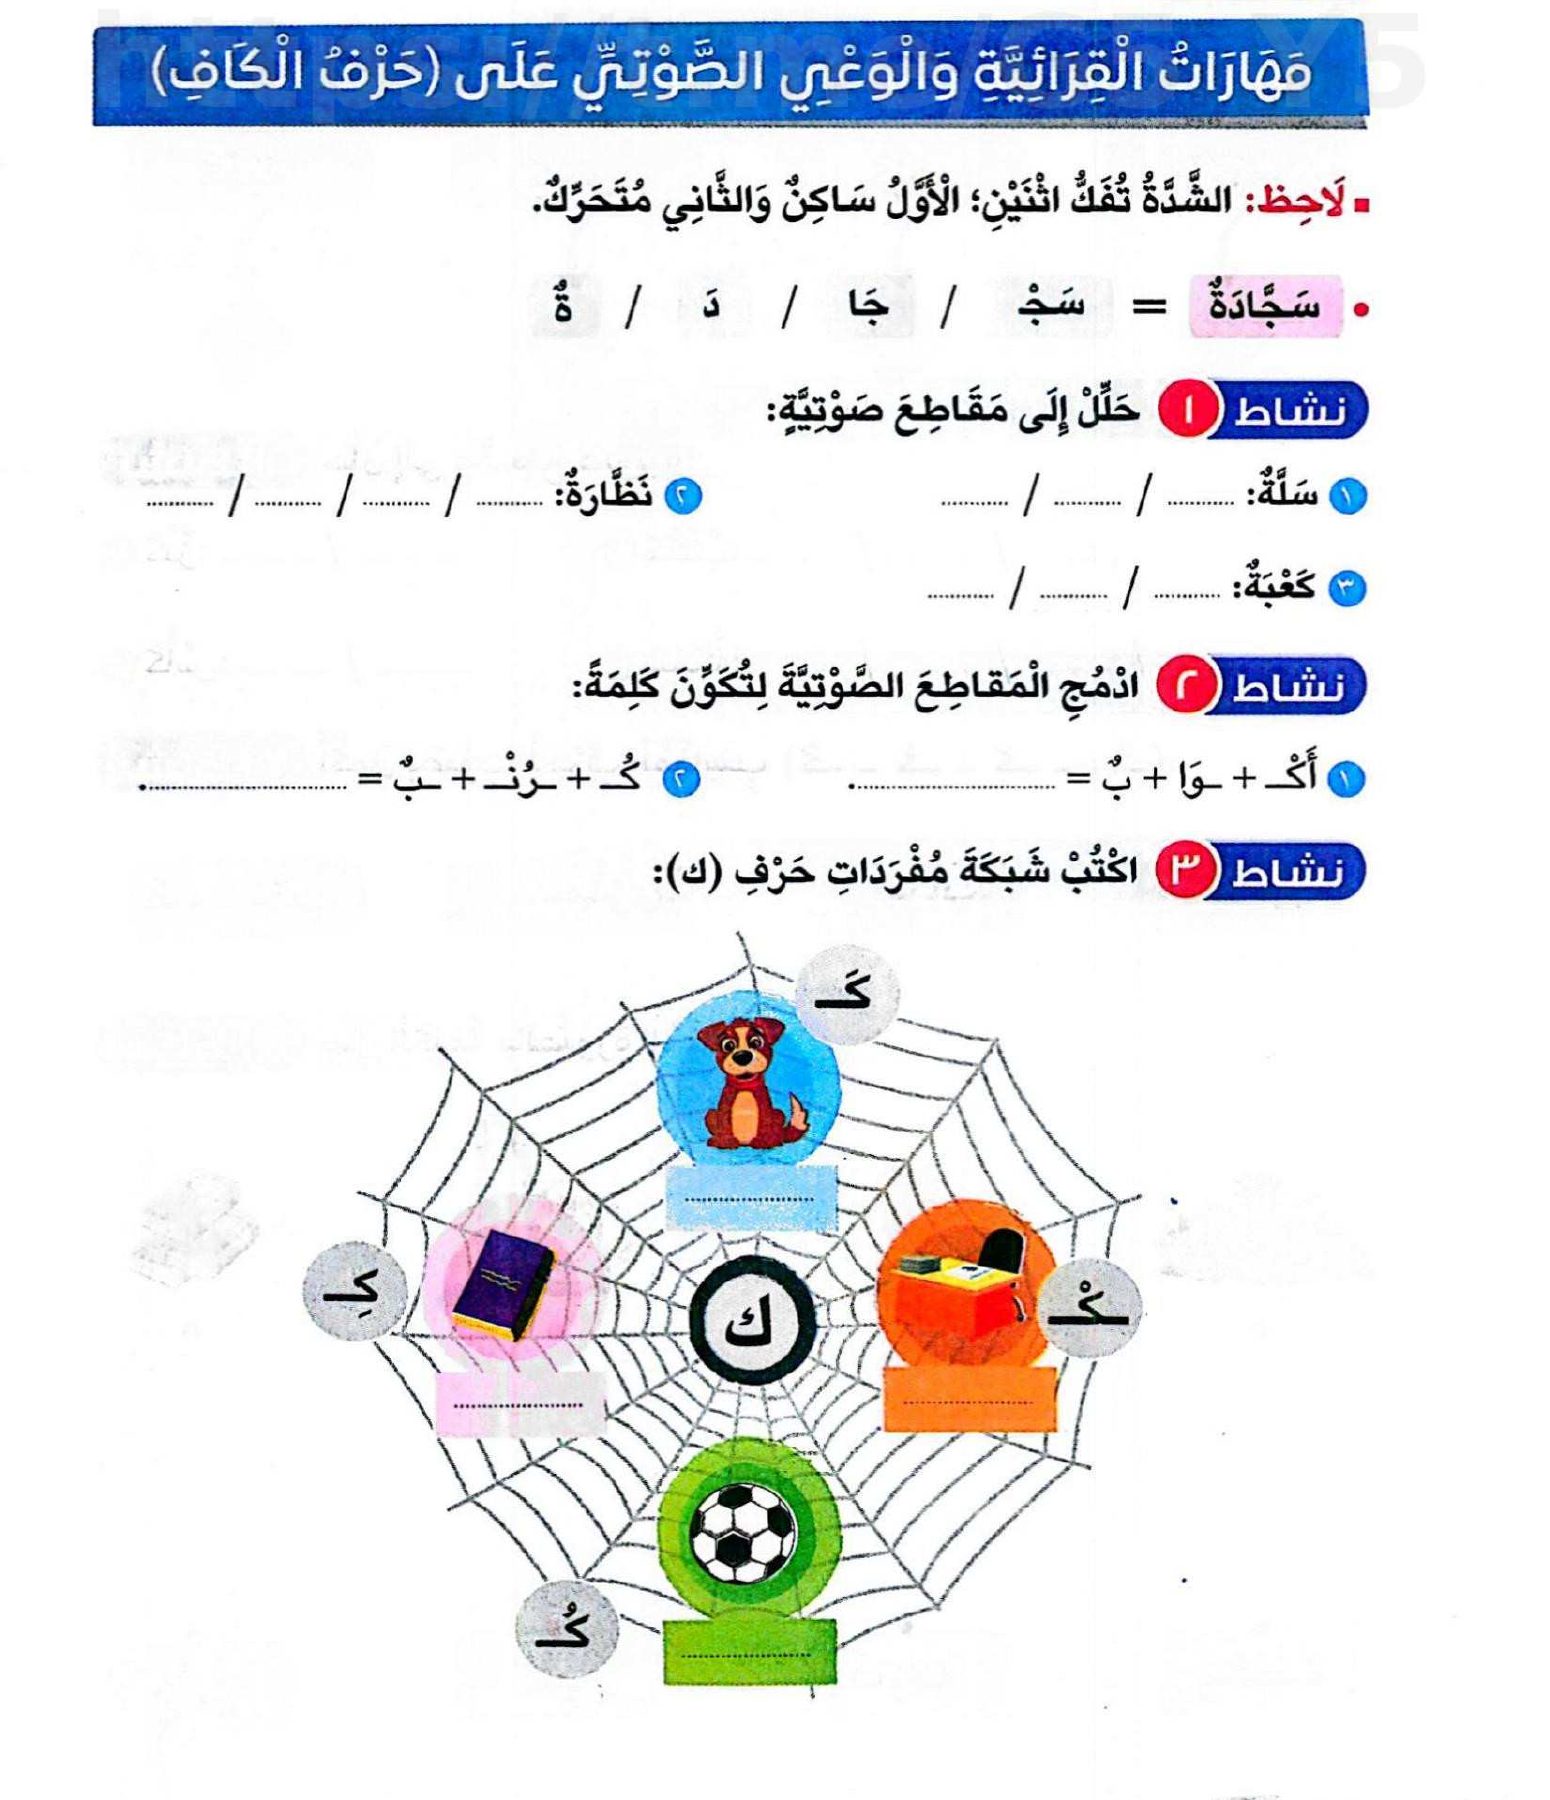 مَهَارَاتُ الْقِرَائِيَّةِ وَالْوَعْيِ الصَّوْتِيِّ عَلَى (حَرْفُ الْكَافِ)
لَاحِظ: الشَّدَّةُ تُفَكُّ اثْنَيْنِ؛ الْأَوَّلُ سَاكِنٌ وَالثَّانِي مُتَحَرِّكٌ.
سَجَّادَةٌ = سَجْ / جَا / دَ / ةٌ
نشاط ١ حَلِّلْ إِلَى مَقَاطِعَ صَوْتِيَّةٍ:
١ سَلَّةٌ: ......... / ......... / .........
٢ نَظَّارَةٌ: ......... / ......... / ......... / .........
٣ كَعْبَةٌ: ......... / ......... / .........
نشاط ٢ ادْمُجِ الْمَقَاطِعَ الصَّوْتِيَّةَ لِتُكَوِّنَ كَلِمَةً:
١ أَكْـ + ـوَا + بٌ = ..........................
٢ كُـ + ـرُنْـ + ـبٌ = ..........................
نشاط ٣ اكْتُبْ شَبَكَةَ مُفْرَدَاتِ حَرْفِ (ك):
كَـ
كِـ
ـكْـ
ك
كُـ